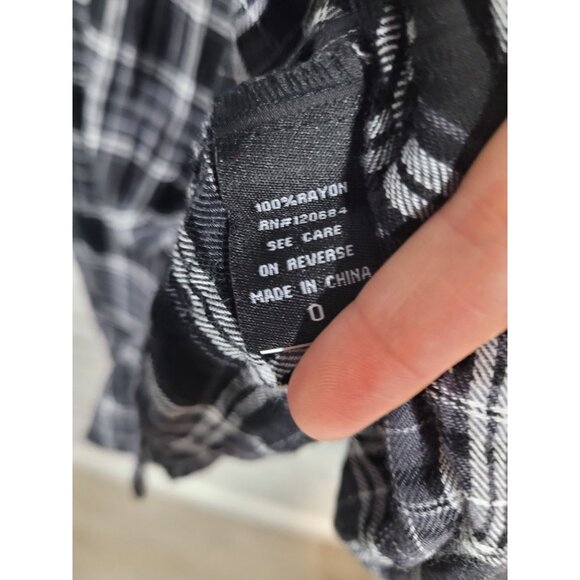 100%RAYON
RN#120684
SEE CARE
ON REVERSE
MADE IN CHINA
0